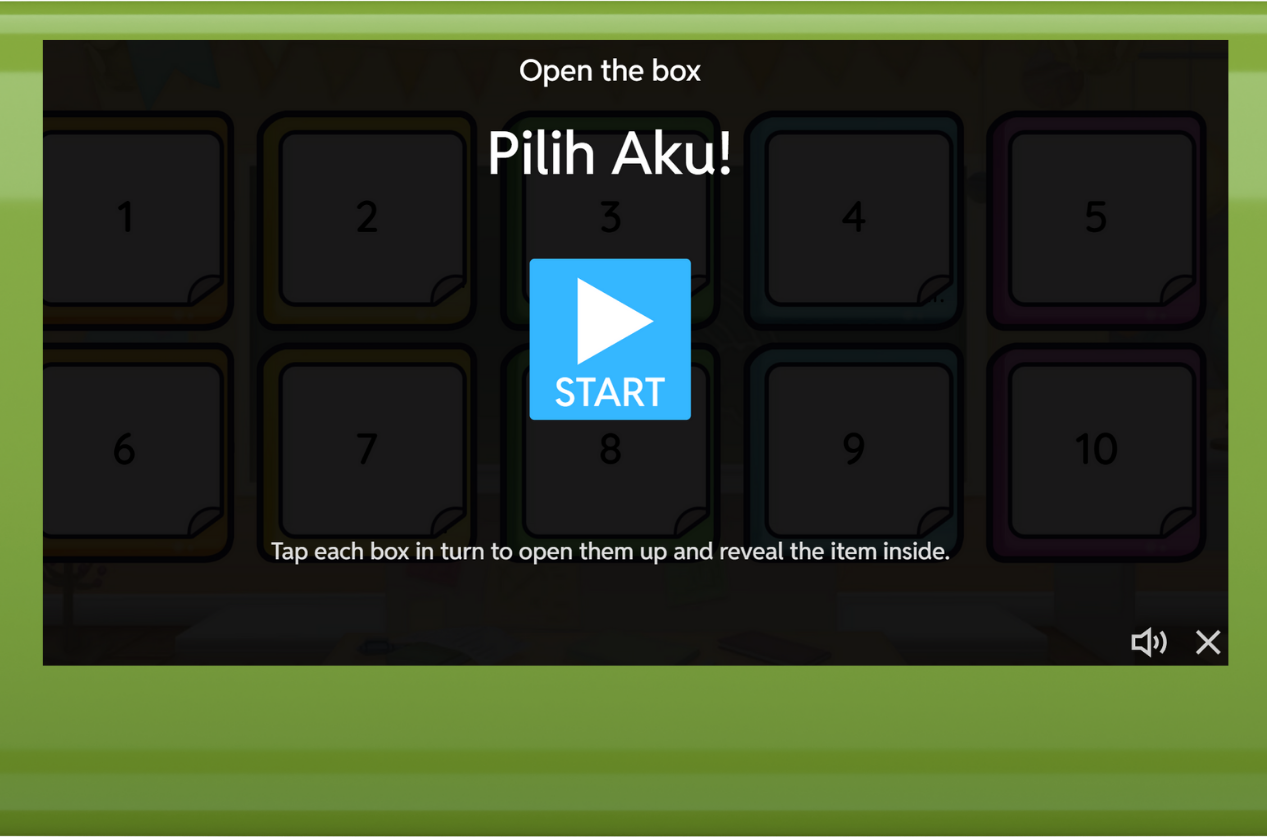 Open the box
Pilih Aku!
1 2 3 4 5
START
6 7 8 9 10
Tap each box in turn to open them up and reveal the item inside.